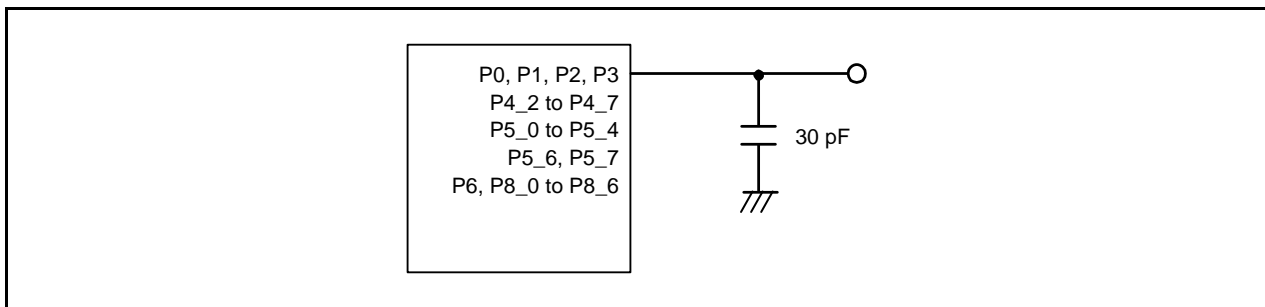 P0, P1, P2, P3
P4_2 to P4_7
P5_0 to P5_4
P5_6, P5_7
P6, P8_0 to P8_6
30 pF